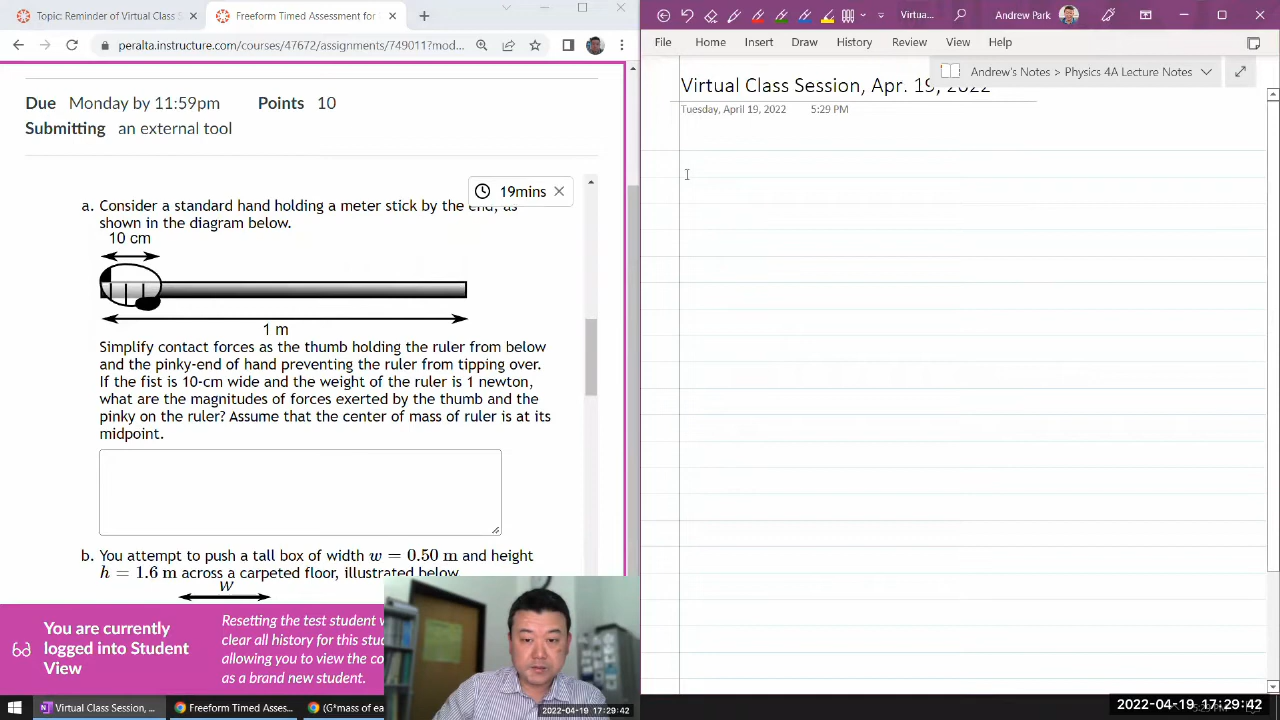 Topic: Reminder of Virtual Class
Freeform Timed Assessment for
Virtua...
Andrew Park
peralta.instructure.com/courses/47672/assignments/749011?mod...
File
Home
Insert
Draw
History
Review
View
Help
Andrew's Notes > Physics 4A Lecture Notes
Virtual Class Session, Apr. 19, 2022
Tuesday, April 19, 2022
5:29 PM
Due Monday by 11:59pm Points 10
Submitting an external tool
19mins
a. Consider a standard hand holding a meter stick by the end, as
shown in the diagram below.
10 cm
1 m
Simplify contact forces as the thumb holding the ruler from below
and the pinky-end of hand preventing the ruler from tipping over.
If the fist is 10-cm wide and the weight of the ruler is 1 newton,
what are the magnitudes of forces exerted by the thumb and the
pinky on the ruler? Assume that the center of mass of ruler is at its
midpoint.
b. You attempt to push a tall box of width w = 0.50 m and height
h = 1.6 m across a carpeted floor, illustrated below.
W
You are currently
logged into Student
View
Resetting the test student
clear all history for this
allowing you to view the
as a brand new student.
Virtual Class Session, ...
Freeform Timed Asses...
(G*mass of ea
2022-04-19 17:29:42
2022-04-19 17:29:42